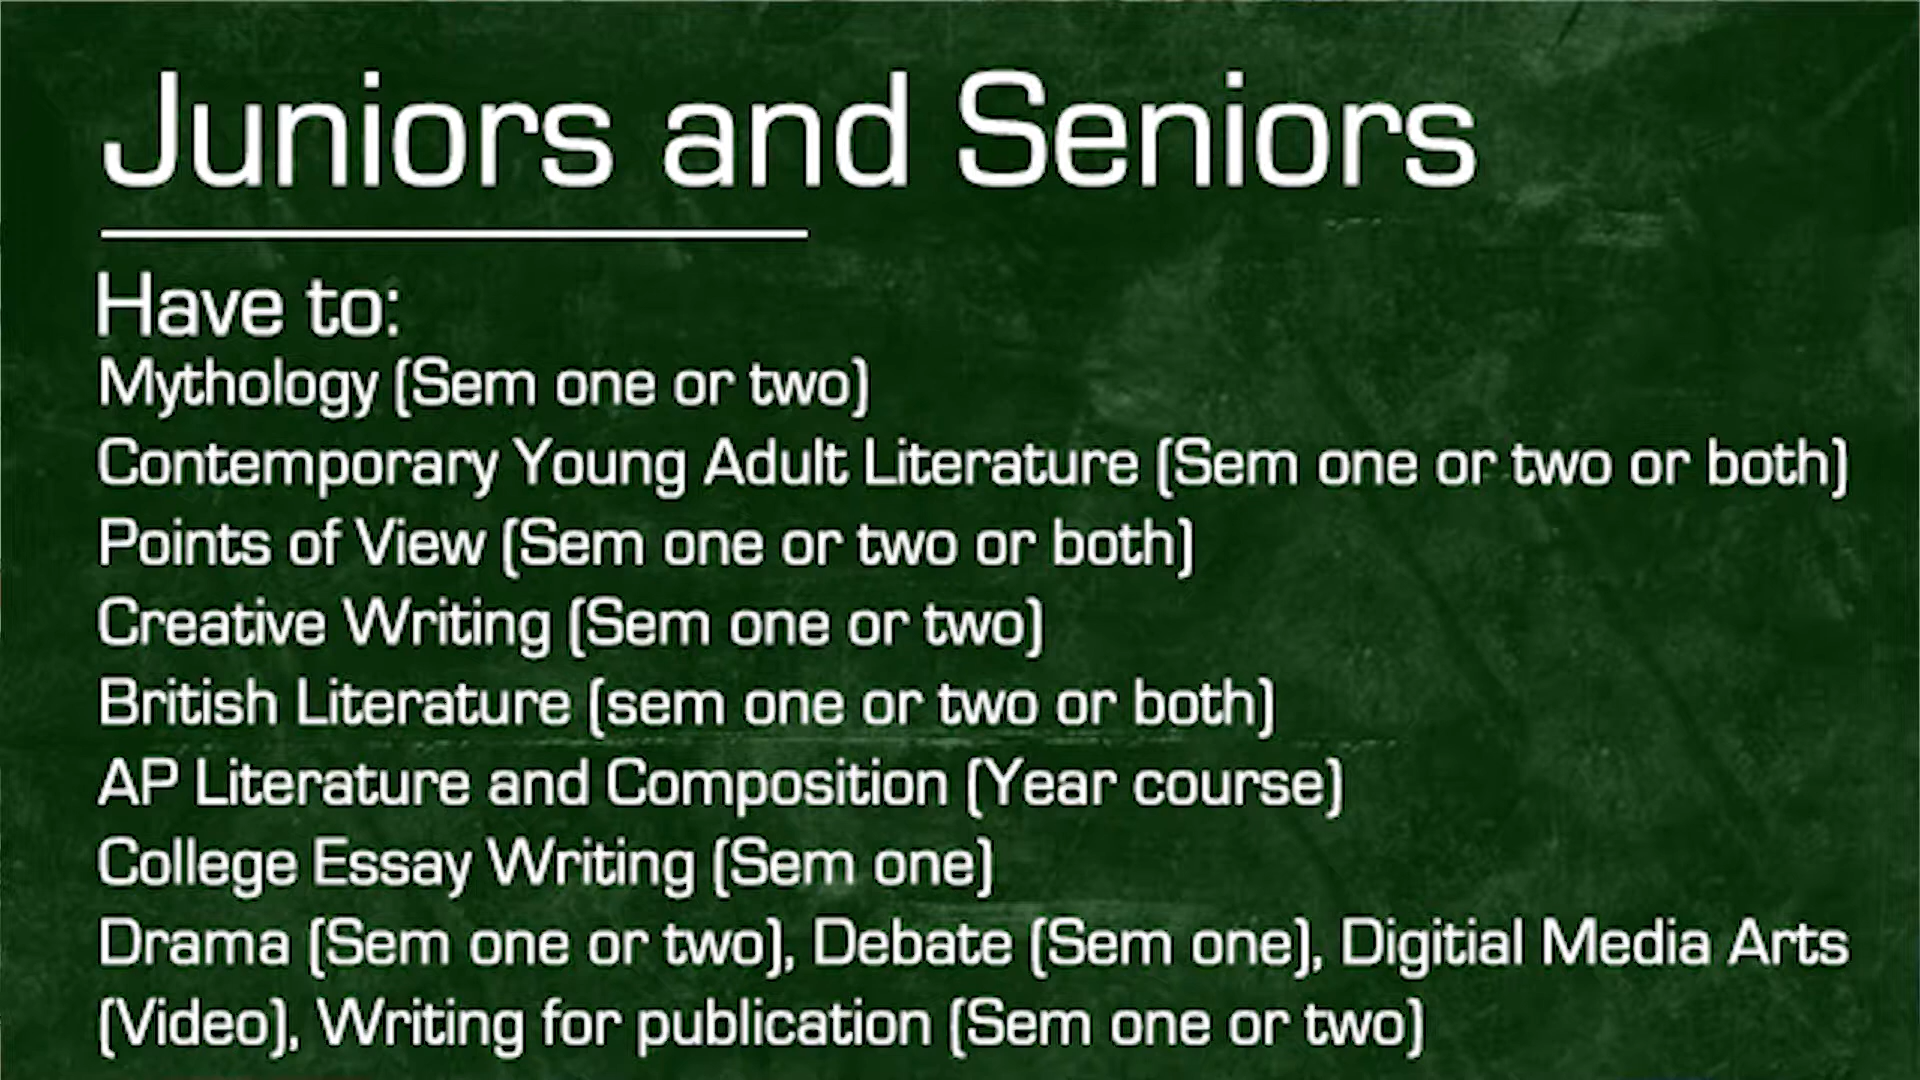 Juniors and Seniors
Have to:
Mythology (Sem one or two)
Contemporary Young Adult Literature (Sem one or two or both)
Points of View (Sem one or two or both)
Creative Writing (Sem one or two)
British Literature (sem one or two or both)
AP Literature and Composition (Year course)
College Essay Writing (Sem one)
Drama (Sem one or two), Debate (Sem one), Digitial Media Arts
(Video), Writing for publication (Sem one or two)